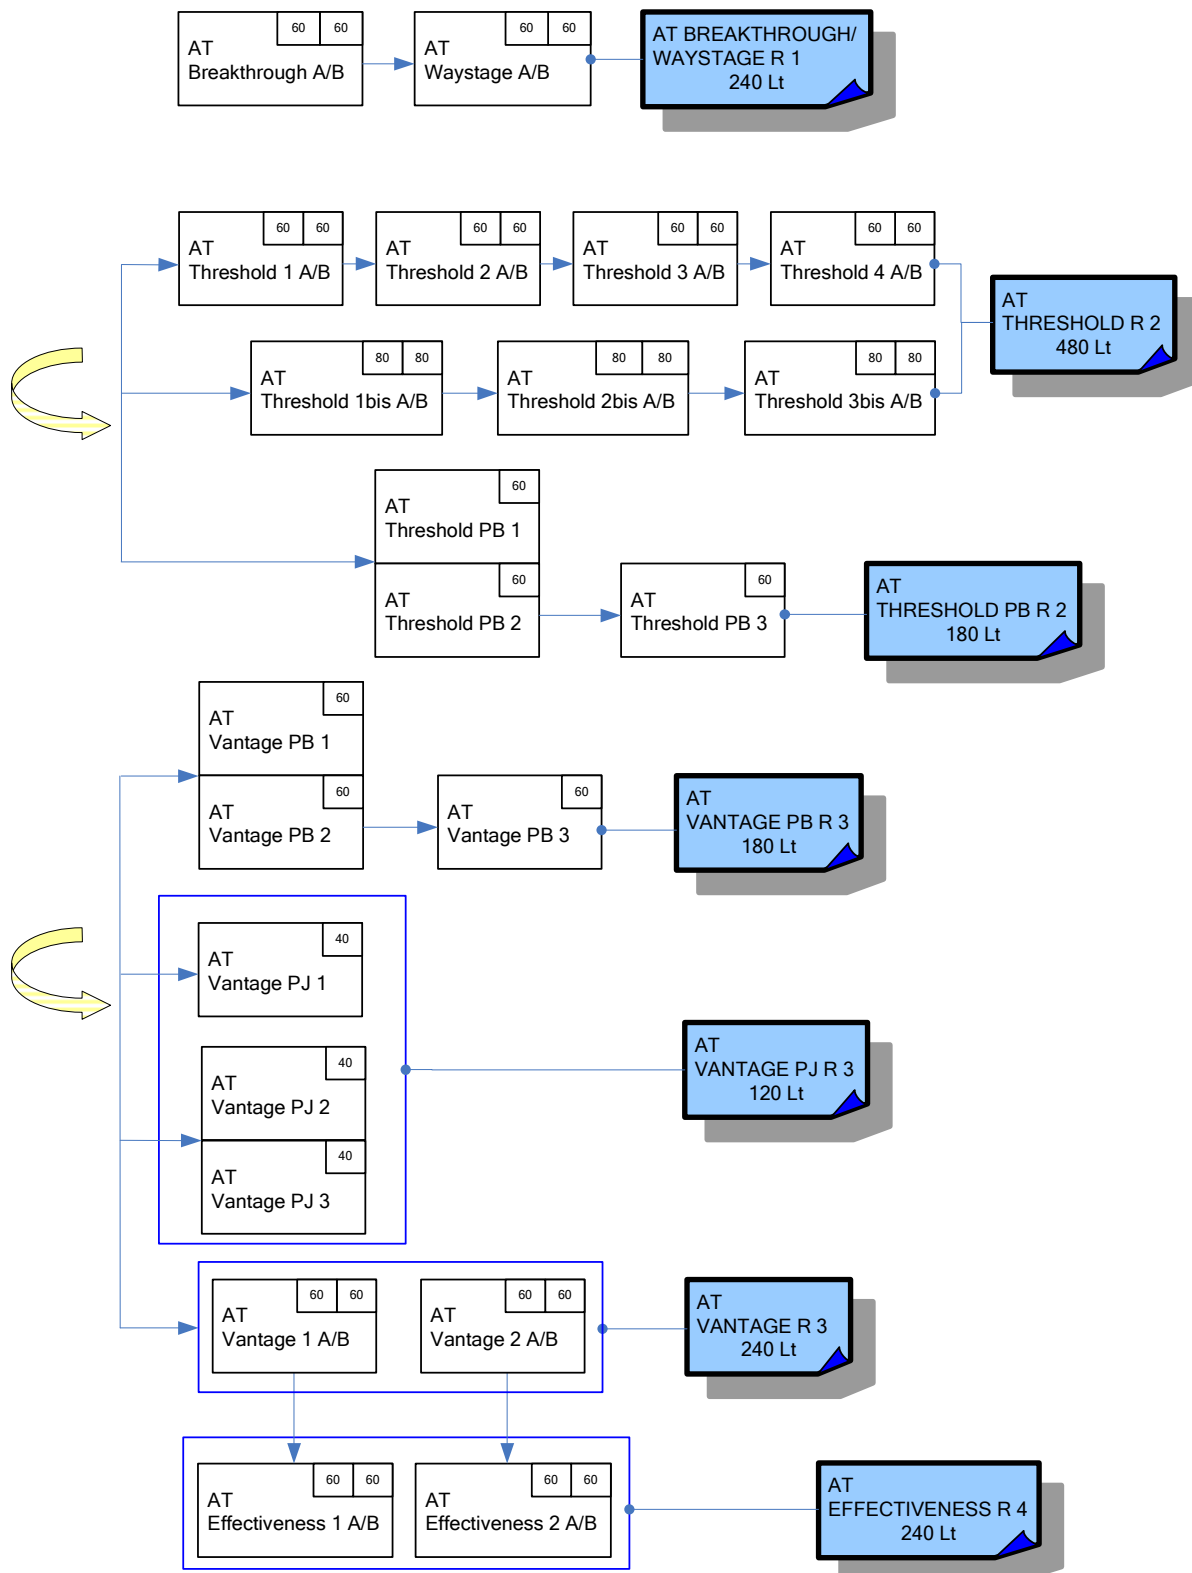 60 60
AT
Breakthrough A/B
60 60
AT
Waystage A/B
AT BREAKTHROUGH/
WAYSTAGE R 1
240 Lt
60 60
AT
Threshold 1 A/B
60 60
AT
Threshold 2 A/B
60 60
AT
Threshold 3 A/B
60 60
AT
Threshold 4 A/B
AT
THRESHOLD R 2
480 Lt
80 80
AT
Threshold 1bis A/B
80 80
AT
Threshold 2bis A/B
80 80
AT
Threshold 3bis A/B
60
AT
Threshold PB 1
60
AT
Threshold PB 2
60
AT
Threshold PB 3
AT
THRESHOLD PB R 2
180 Lt
60
AT
Vantage PB 1
60
AT
Vantage PB 2
60
AT
Vantage PB 3
AT
VANTAGE PB R 3
180 Lt
40
AT
Vantage PJ 1
40
AT
Vantage PJ 2
40
AT
Vantage PJ 3
AT
VANTAGE PJ R 3
120 Lt
60 60
AT
Vantage 1 A/B
60 60
AT
Vantage 2 A/B
AT
VANTAGE R 3
240 Lt
60 60
AT
Effectiveness 1 A/B
60 60
AT
Effectiveness 2 A/B
AT
EFFECTIVENESS R 4
240 Lt